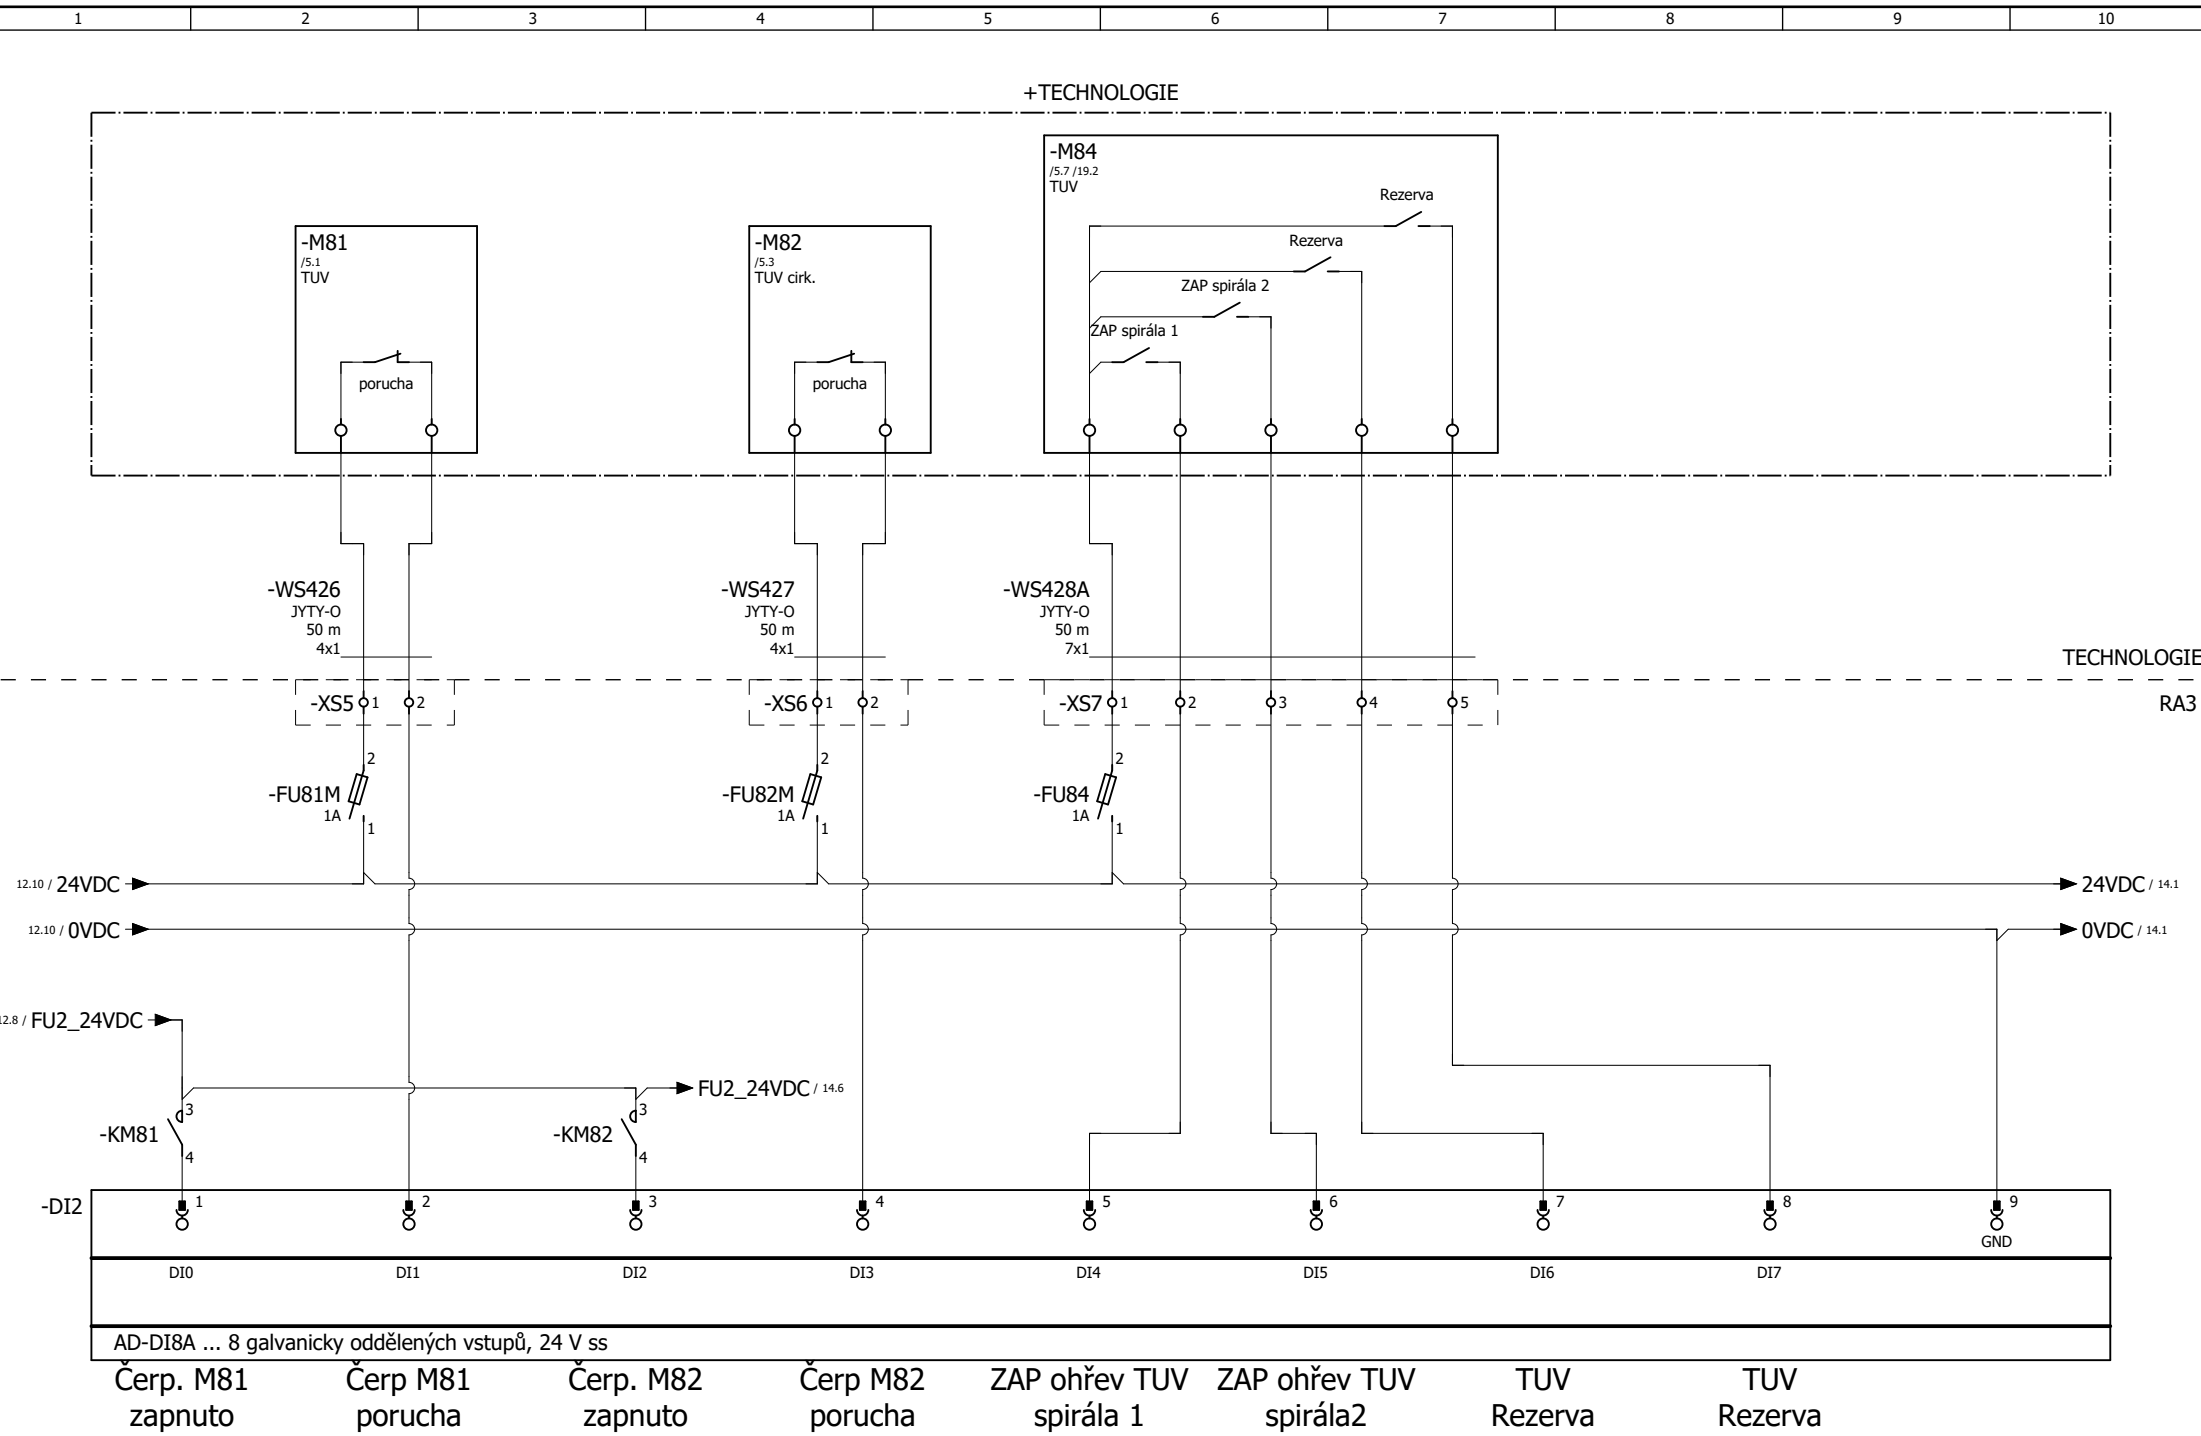 1 2 3 4 5 6 7 8 9 10
+TECHNOLOGIE
-M84
/5.7 /19.2
TUV
Rezerva
-M81
/5.1
TUV
-M82
/5.3
TUV cirk.
Rezerva
ZAP spirála 2
ZAP spirála 1
porucha
porucha
-WS426
JYTY-O
50 m
4x1
-WS427
JYTY-O
50 m
4x1
-WS428A
JYTY-O
50 m
7x1
TECHNOLOGIE
-XS5 1 2
-XS6 1 2
-XS7 1 2 3 4 5
RA3
2
-FU81M
1A
1
2
-FU82M
1A
1
2
-FU84
1A
1
12.10 / 24VDC
24VDC / 14.1
12.10 / 0VDC
0VDC / 14.1
12.8 / FU2_24VDC
FU2_24VDC / 14.6
3
-KM81
4
3
-KM82
4
-DI2
1 2 3 4 5 6 7 8 9
GND
DI0 DI1 DI2 DI3 DI4 DI5 DI6 DI7
AD-DI8A ... 8 galvanicky oddělených vstupů, 24 V ss
Čerp. M81
zapnuto
Čerp M81
porucha
Čerp. M82
zapnuto
Čerp M82
porucha
ZAP ohřev TUV
spirála 1
ZAP ohřev TUV
spirála2
TUV
Rezerva
TUV
Rezerva